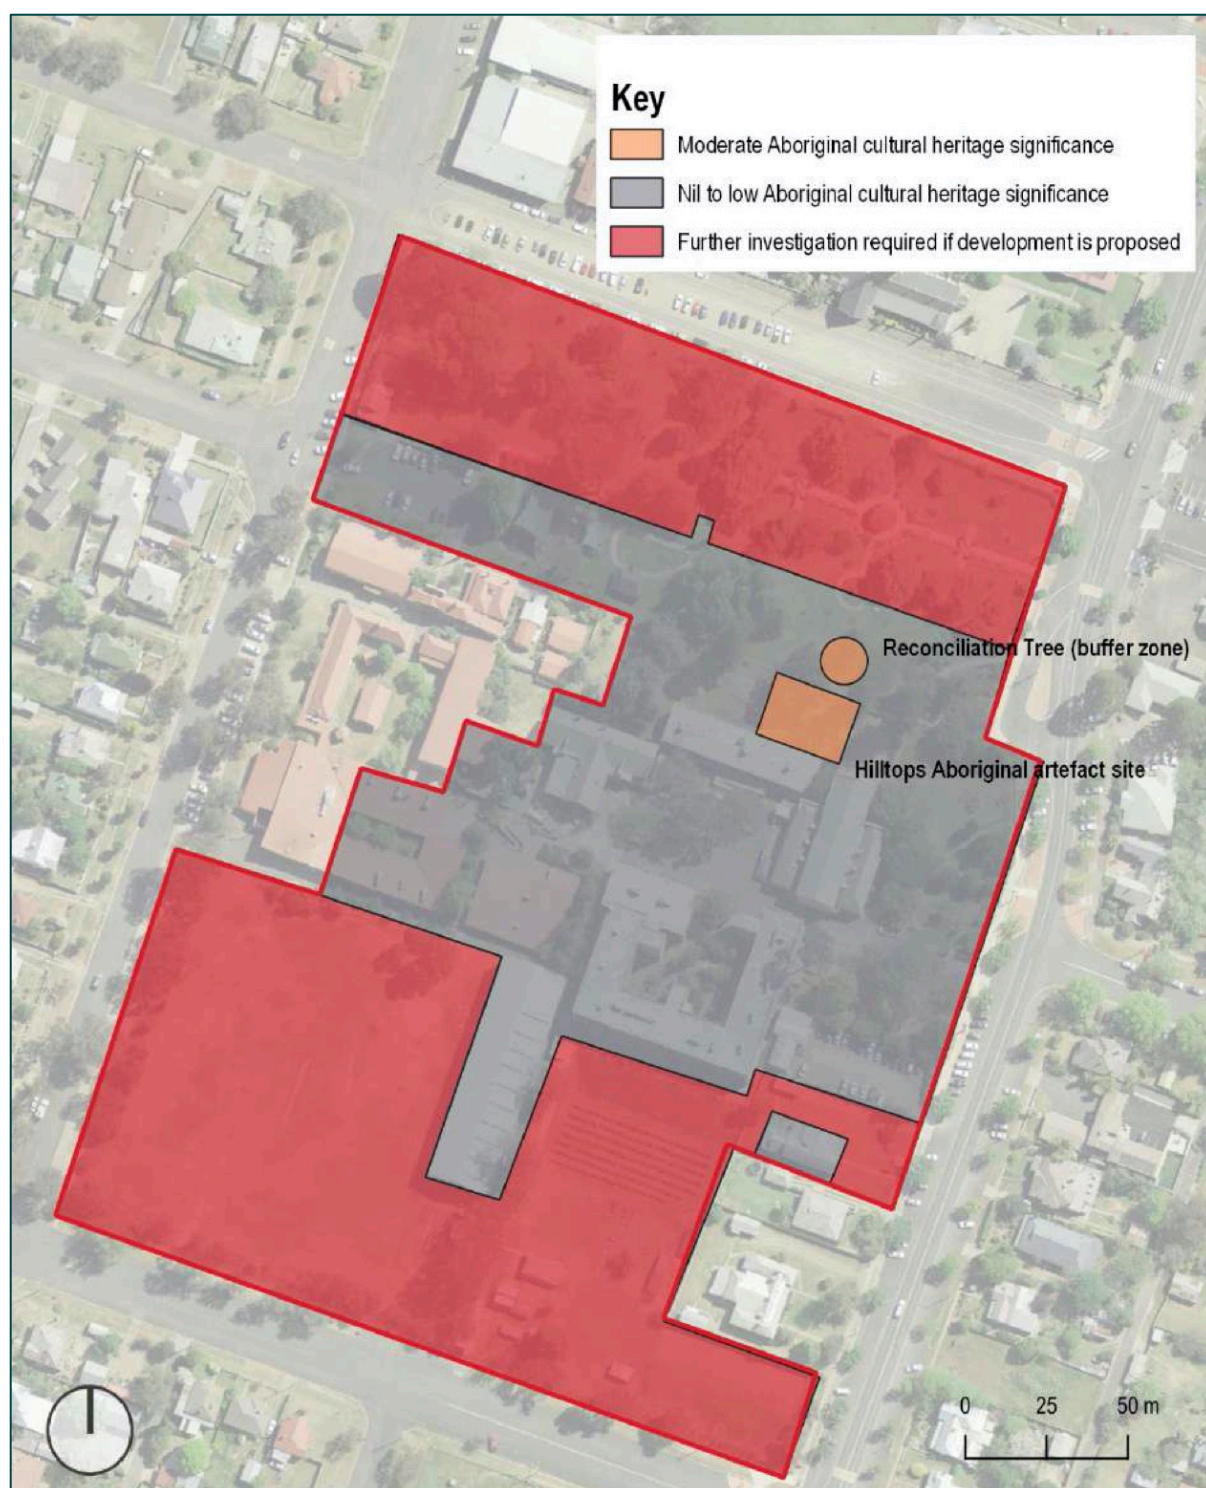 Key
Moderate Aboriginal cultural heritage significance
Nil to low Aboriginal cultural heritage significance
Further investigation required if development is proposed
Reconciliation Tree (buffer zone)
Hilltops Aboriginal artefact site
0 25 50 m